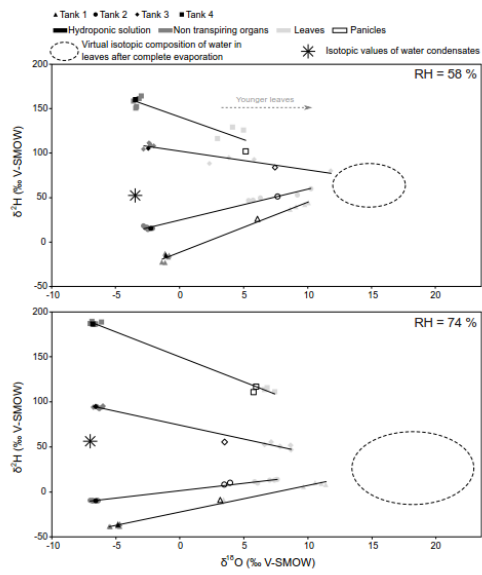 Tank 1 Tank 2 Tank 3 Tank 4
Hydroponic solution Non transpiring organs Leaves Panicles
Virtual isotopic composition of water in
leaves after complete evaporation
Isotopic values of water condensates
200
150
100
50
0
-50
δ²H (‰ V-SMOW)
RH = 58 %
Younger leaves
-10 -5 0 5 10 15 20
200
150
100
50
0
-50
δ²H (‰ V-SMOW)
RH = 74 %
-10 -5 0 5 10 15 20
δ¹⁸O (‰ V-SMOW)